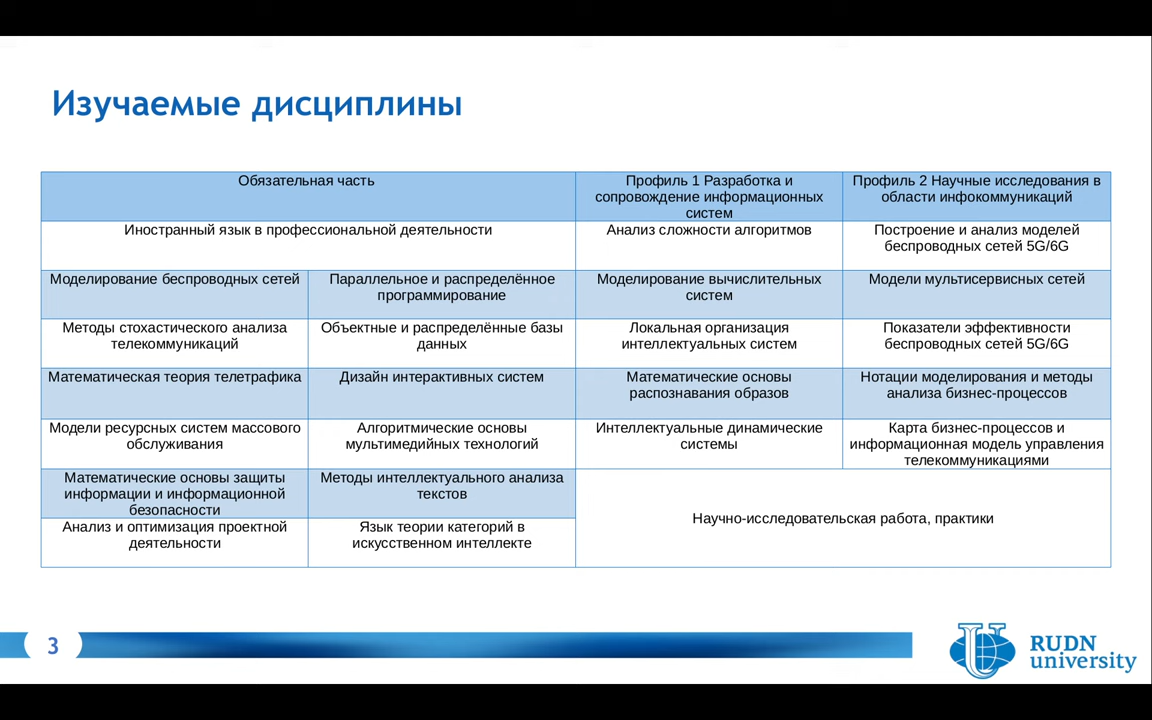 Изучаемые дисциплины
Обязательная часть
Профиль 1 Разработка и
сопровождение информационных
систем
Профиль 2 Научные исследования в
области инфокоммуникаций
Иностранный язык в профессиональной деятельности
Анализ сложности алгоритмов
Построение и анализ моделей
беспроводных сетей 5G/6G
Моделирование беспроводных сетей
Параллельное и распределённое
программирование
Моделирование вычислительных
систем
Модели мультисервисных сетей
Методы стохастического анализа
телекоммуникаций
Объектные и распределённые базы
данных
Локальная организация
интеллектуальных систем
Показатели эффективности
беспроводных сетей 5G/6G
Математическая теория телетрафика
Дизайн интерактивных систем
Математические основы
распознавания образов
Нотации моделирования и методы
анализа бизнес-процессов
Модели ресурсных систем массового
обслуживания
Алгоритмические основы
мультимедийных технологий
Интеллектуальные динамические
системы
Карта бизнес-процессов и
информационная модель управления
телекоммуникациями
Математические основы защиты
информации и информационной
безопасности
Методы интеллектуального анализа
текстов
Научно-исследовательская работа, практики
Анализ и оптимизация проектной
деятельности
Язык теории категорий в
искусственном интеллекте
3
RUDN
university